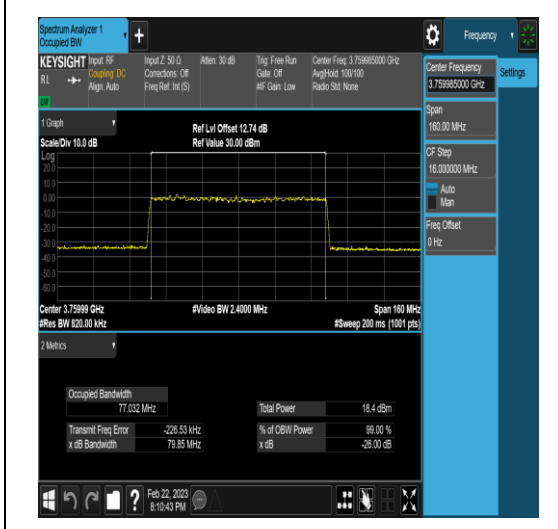 Spectrum Analyzer 1
Occupied BW
+
Frequency
KEYSIGHT
Input: RF
Coupling: DC
Align: Auto
Input Z: 50 Ω
Corrections: Off
Freq Ref: Int (S)
Atten: 30 dB
Trig: Free Run
Gate: Off
#IF Gain: Low
Center Freq: 3.759985000 GHz
Avg|Hold: 100/100
Radio Std: None
RL
LXI
Center Frequency
3.759985000 GHz
Settings
Span
160.00 MHz
CF Step
16.000000 MHz
Auto
Man
Freq Offset
0 Hz
1 Graph
Scale/Div 10.0 dB
Ref Lvl Offset 12.74 dB
Ref Value 30.00 dBm
Log
20.0
10.0
0.00
-10.0
-20.0
-30.0
-40.0
-50.0
-60.0
Center 3.75999 GHz
#Video BW 2.4000 MHz
Span 160 MHz
#Res BW 820.00 kHz
#Sweep 200 ms (1001 pts)
2 Metrics
Occupied Bandwidth
77.032 MHz
Total Power 18.4 dBm
Transmit Freq Error -226.53 kHz
% of OBW Power 99.00 %
x dB Bandwidth 79.85 MHz
x dB -26.00 dB
?
Feb 22, 2023
8:10:43 PM